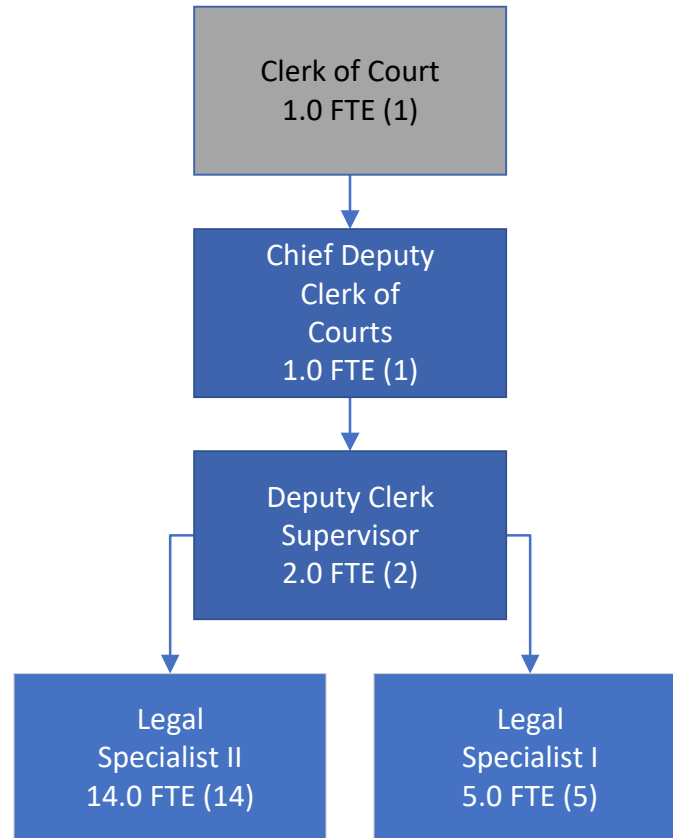 Clerk of Court
1.0 FTE (1)
Chief Deputy
Clerk of
Courts
1.0 FTE (1)
Deputy Clerk
Supervisor
2.0 FTE (2)
Legal
Specialist II
14.0 FTE (14)
Legal
Specialist I
5.0 FTE (5)